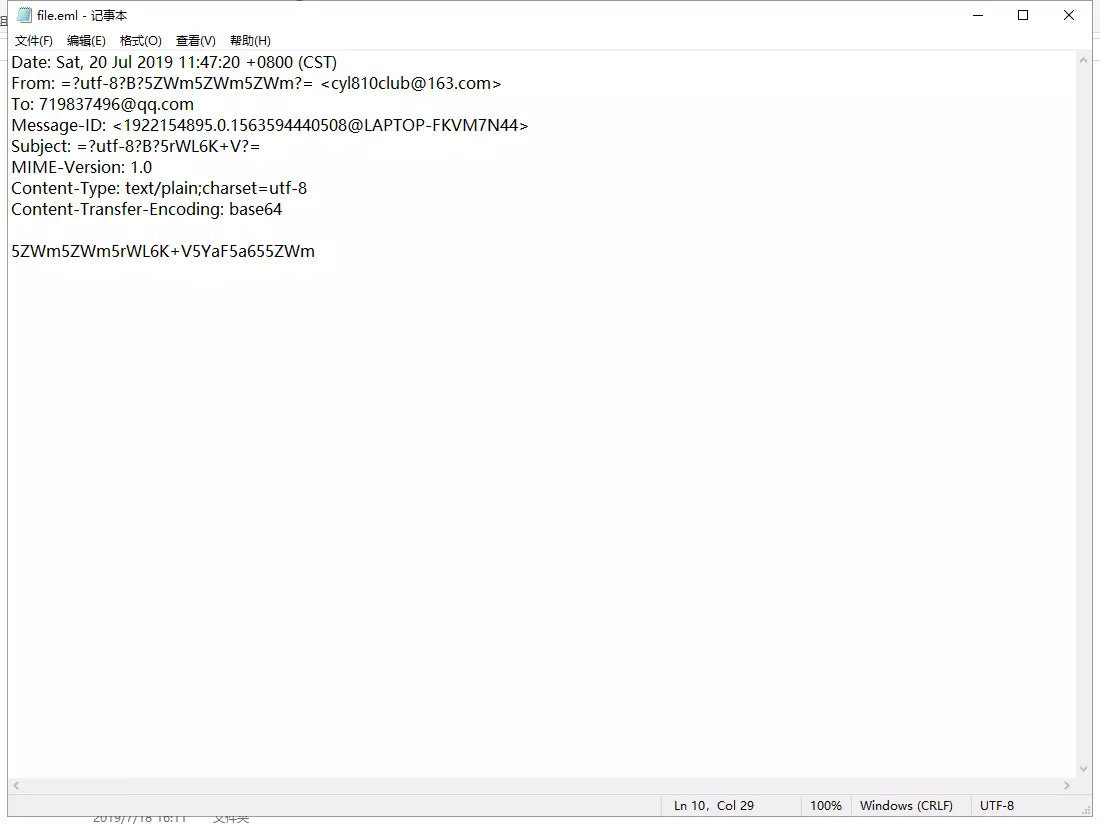 file.eml - 记事本
文件(F) 编辑(E) 格式(O) 查看(V) 帮助(H)
Date: Sat, 20 Jul 2019 11:47:20 +0800 (CST)
From: =?utf-8?B?5ZWm5ZWm5ZWm?= <cyl810club@163.com>
To: 719837496@qq.com
Message-ID: <1922154895.0.1563594440508@LAPTOP-FKVM7N44>
Subject: =?utf-8?B?5rWL6K+V?=
MIME-Version: 1.0
Content-Type: text/plain;charset=utf-8
Content-Transfer-Encoding: base64
5ZWm5ZWm5rWL6K+V5YaF5a655ZWm
Ln 10, Col 29 100% Windows (CRLF) UTF-8
2019/7/18 16:11 文件夹